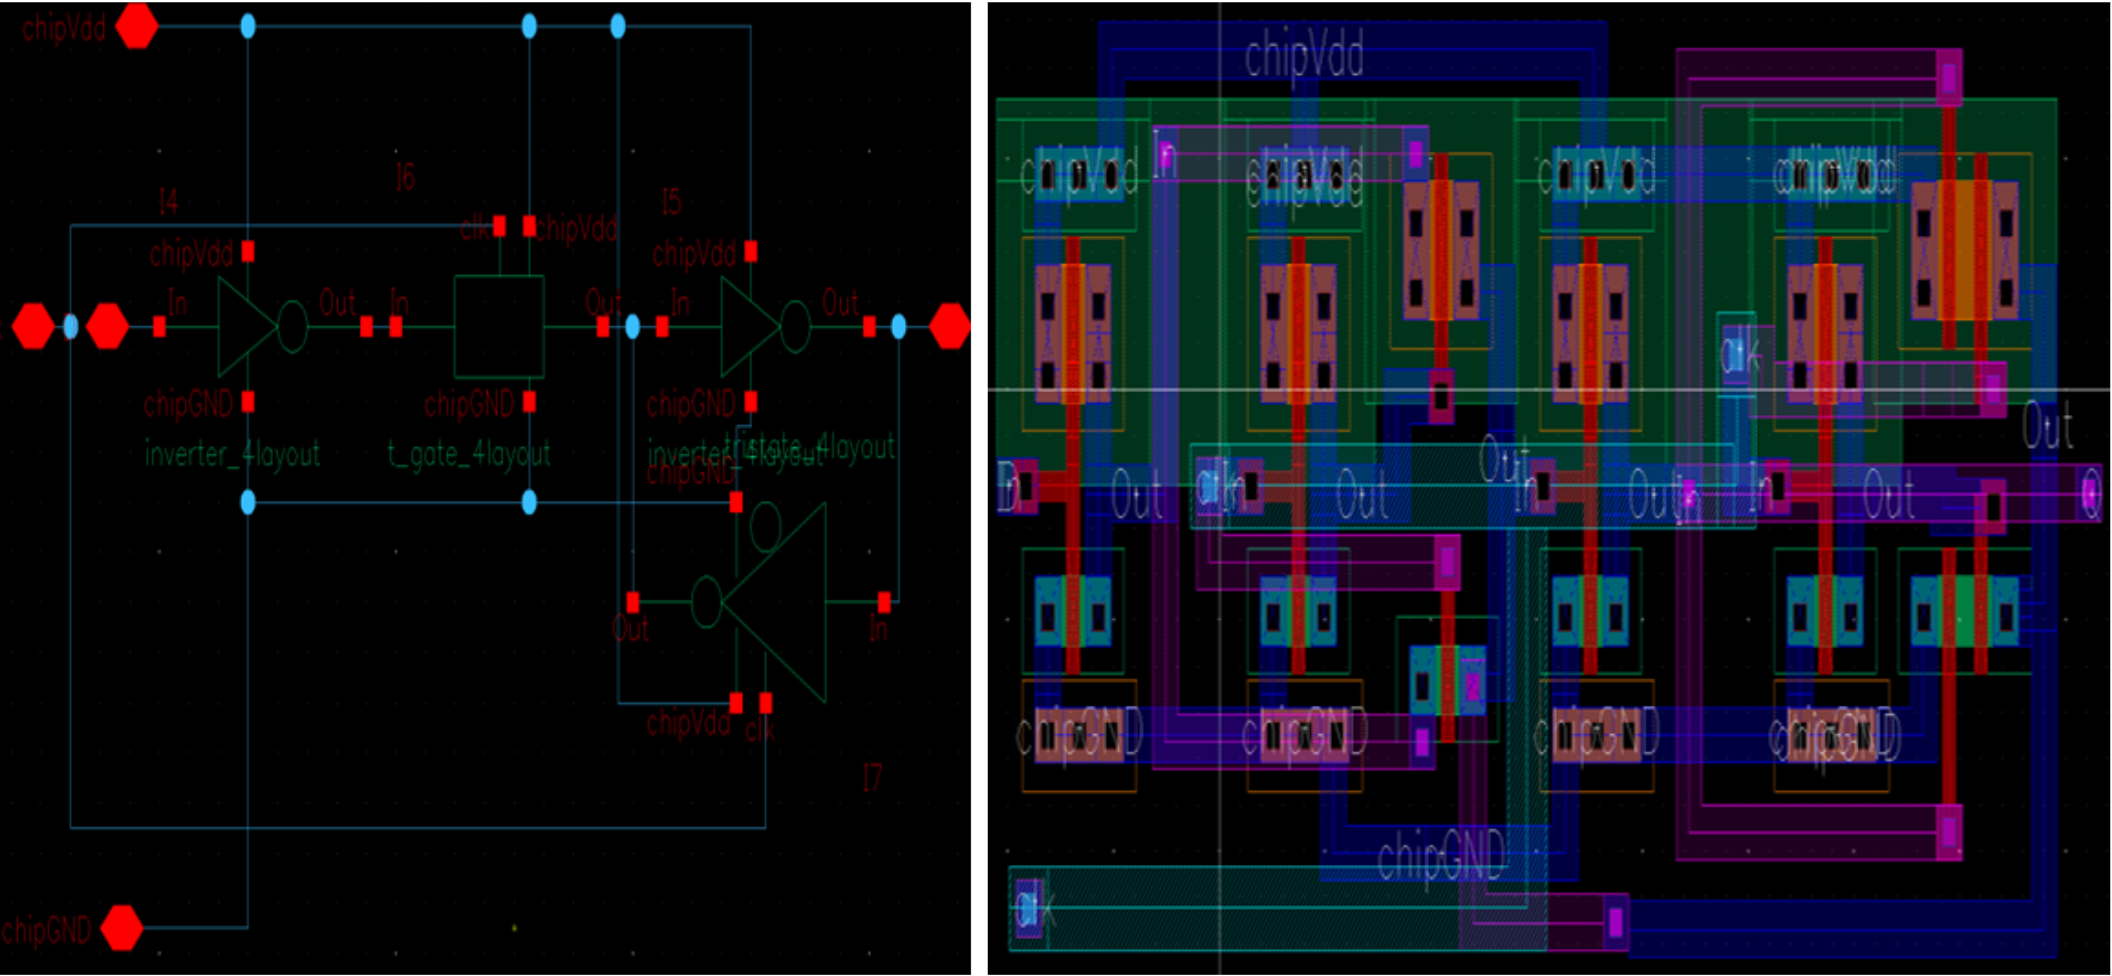 chipVdd
I4
I6
I5
clk
chipVdd
chipVdd
chipVdd
In
Out
In
Out
In
Out
chipGND
chipGND
chipGND
inverter_4layout
t_gate_4layout
inverter_4layout
tristate_4layout
chipGND
Out
In
chipVdd
clk
I7
chipGND
chipVdd
In
chipVdd
chipVdd
chipVdd
chipVdd
clk
Out
Out
D
Out
clk
In
Out
In
Out
In
In
Out
Q
chipGND
chipGND
chipGND
chipGND
chipGND
clk